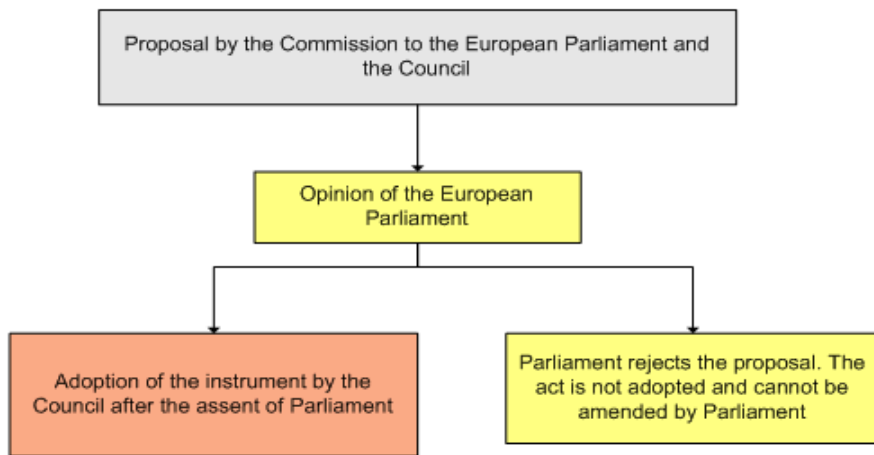 Proposal by the Commission to the European Parliament and
the Council
Opinion of the European
Parliament
Adoption of the instrument by the
Council after the assent of Parliament
Parliament rejects the proposal. The
act is not adopted and cannot be
amended by Parliament